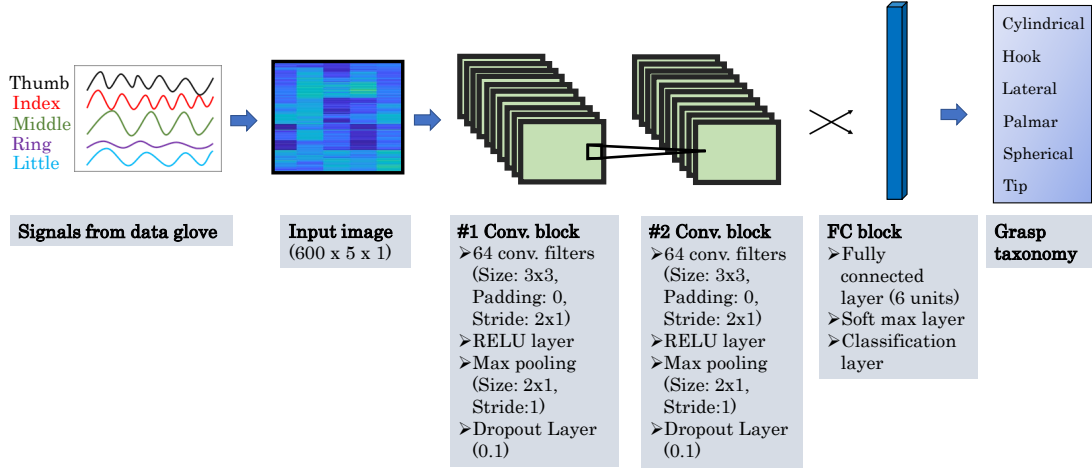 Thumb
Index
Middle
Ring
Little
Cylindrical
Hook
Lateral
Palmar
Spherical
Tip
Signals from data glove
Input image
(600 x 5 x 1)
#1 Conv. block
➢64 conv. filters
(Size: 3x3,
Padding: 0,
Stride: 2x1)
➢RELU layer
➢Max pooling
(Size: 2x1,
Stride:1)
➢Dropout Layer
(0.1)
#2 Conv. block
➢64 conv. filters
(Size: 3x3,
Padding: 0,
Stride: 2x1)
➢RELU layer
➢Max pooling
(Size: 2x1,
Stride:1)
➢Dropout Layer
(0.1)
FC block
➢Fully
connected
layer (6 units)
➢Soft max layer
➢Classification
layer
Grasp
taxonomy